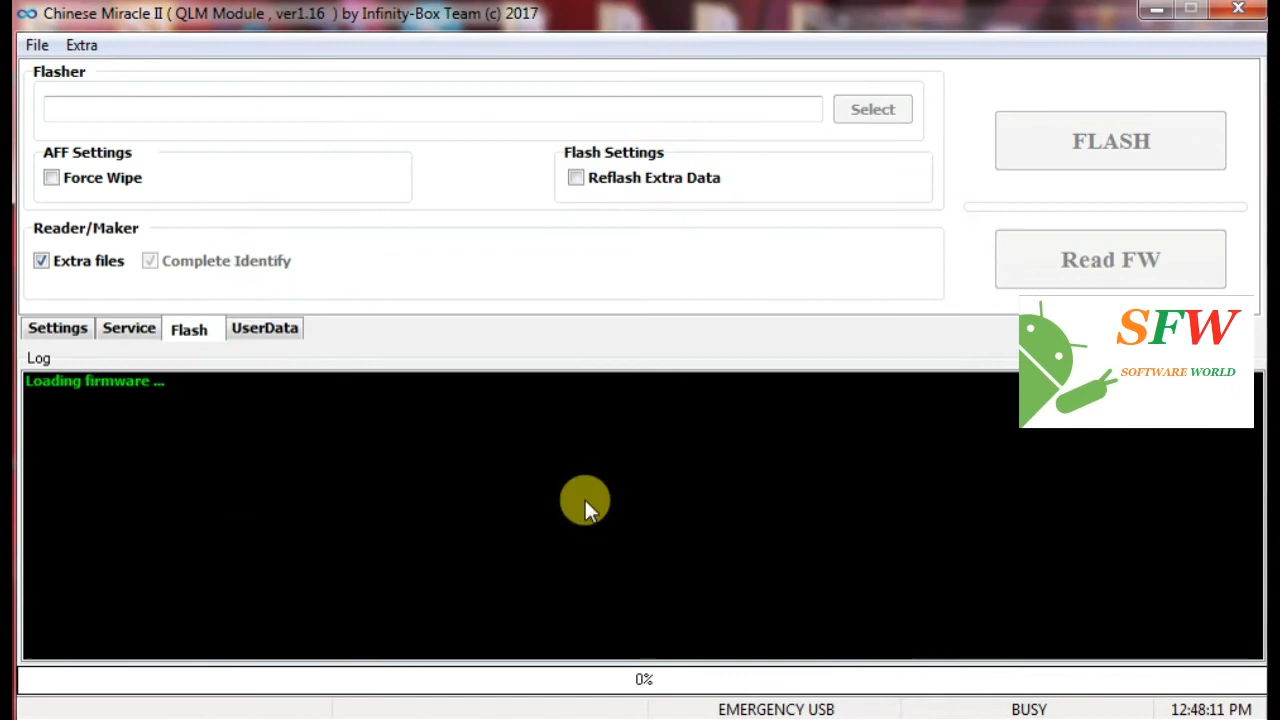 Chinese Miracle II ( QLM Module , ver1.16 ) by Infinity-Box Team (c) 2017
File Extra
Flasher
Select
FLASH
AFF Settings
Flash Settings
Force Wipe
Reflash Extra Data
Reader/Maker
Extra files
Complete Identify
Read FW
SFW
SOFTWARE WORLD
Settings Service Flash UserData
Log
Loading firmware ...
0%
EMERGENCY USB BUSY 12:48:11 PM